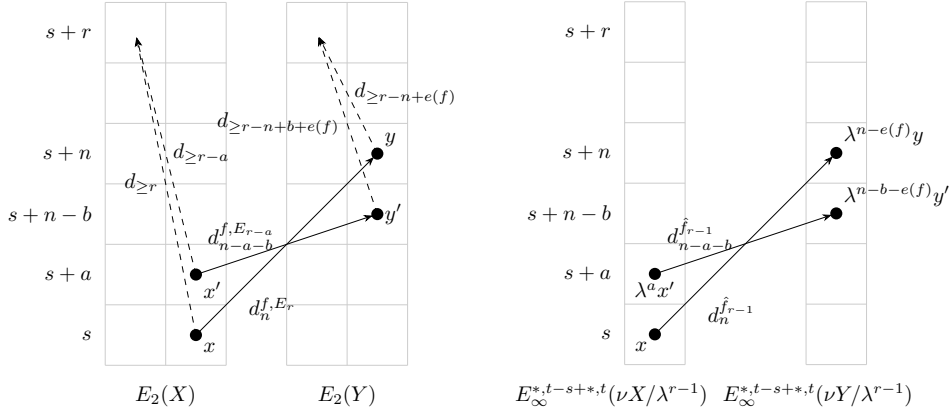 s + r
s + n
s + n − b
s + a
s
d_{≥r−n+e(f)}
d_{≥r−n+b+e(f)}
y
d_{≥r−a}
d_{≥r}
y′
d^{f,E_{r−a}}_{n−a−b}
x′
d^{f,E_r}_n
x
E_2(X)
E_2(Y)
s + r
s + n
s + n − b
s + a
s
λ^{n−e(f)}y
λ^{n−b−e(f)}y′
d^{\hat{f}_{r−1}}_{n−a−b}
λ^a x′
d^{\hat{f}_{r−1}}_n
x
E^{*,t−s+*,t}_∞(νX/λ^{r−1})
E^{*,t−s+*,t}_∞(νY/λ^{r−1})